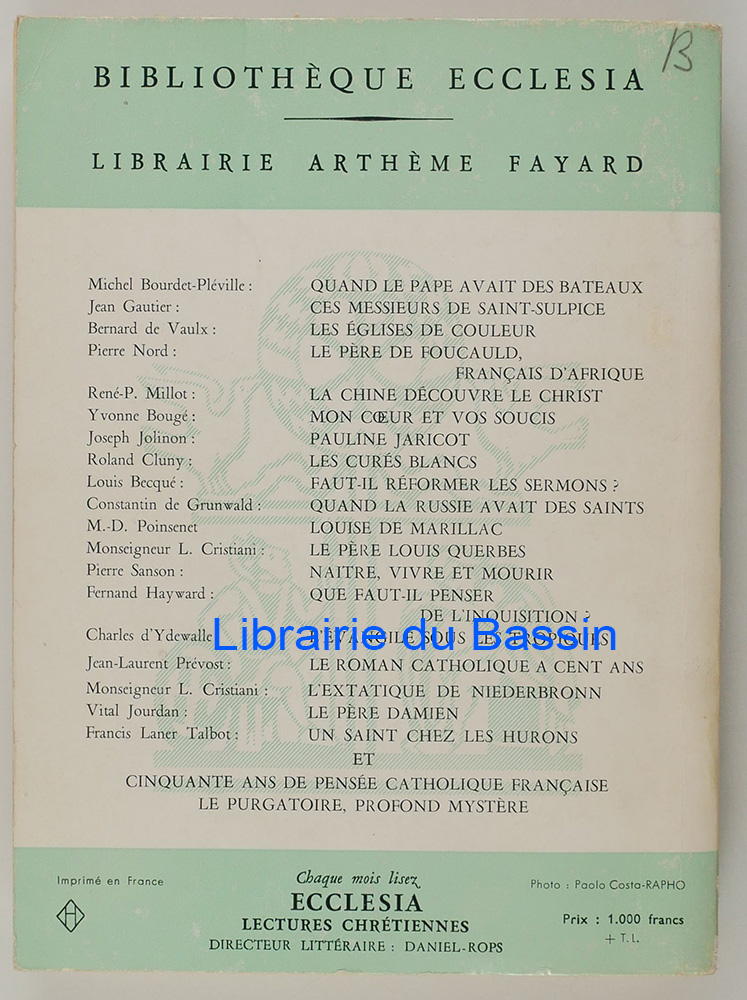 B
BIBLIOTHÈQUE ECCLESIA
LIBRAIRIE ARTHÈME FAYARD
Michel Bourdet-Pléville : QUAND LE PAPE AVAIT DES BATEAUX
Jean Gautier : CES MESSIEURS DE SAINT-SULPICE
Bernard de Vaulx : LES ÉGLISES DE COULEUR
Pierre Nord : LE PÈRE DE FOUCAULD,
FRANÇAIS D'AFRIQUE
René-P. Millot : LA CHINE DÉCOUVRE LE CHRIST
Yvonne Bougé : MON CŒUR ET VOS SOUCIS
Joseph Jolinon : PAULINE JARICOT
Roland Cluny : LES CURÉS BLANCS
Louis Becqué : FAUT-IL RÉFORMER LES SERMONS ?
Constantin de Grunwald : QUAND LA RUSSIE AVAIT DES SAINTS
M.-D. Poinsenet LOUISE DE MARILLAC
Monseigneur L. Cristiani : LE PÈRE LOUIS QUERBES
Pierre Sanson : NAITRE, VIVRE ET MOURIR
Fernand Hayward : QUE FAUT-IL PENSER
DE L'INQUISITION ?
Charles d'Ydewalle L'ÉVANGILE SOUS LES TROPIQUES
Librairie du Bassin
Jean-Laurent Prévost : LE ROMAN CATHOLIQUE A CENT ANS
Monseigneur L. Cristiani : L'EXTATIQUE DE NIEDERBRONN
Vital Jourdan : LE PÈRE DAMIEN
Francis Laner Talbot : UN SAINT CHEZ LES HURONS
ET
CINQUANTE ANS DE PENSÉE CATHOLIQUE FRANÇAISE
LE PURGATOIRE, PROFOND MYSTÈRE
Imprimé en France
Chaque mois lisez
ECCLESIA
LECTURES CHRÉTIENNES
DIRECTEUR LITTÉRAIRE : DANIEL-ROPS
Photo : Paolo Costa-RAPHO
Prix : 1.000 francs
+ T.L.